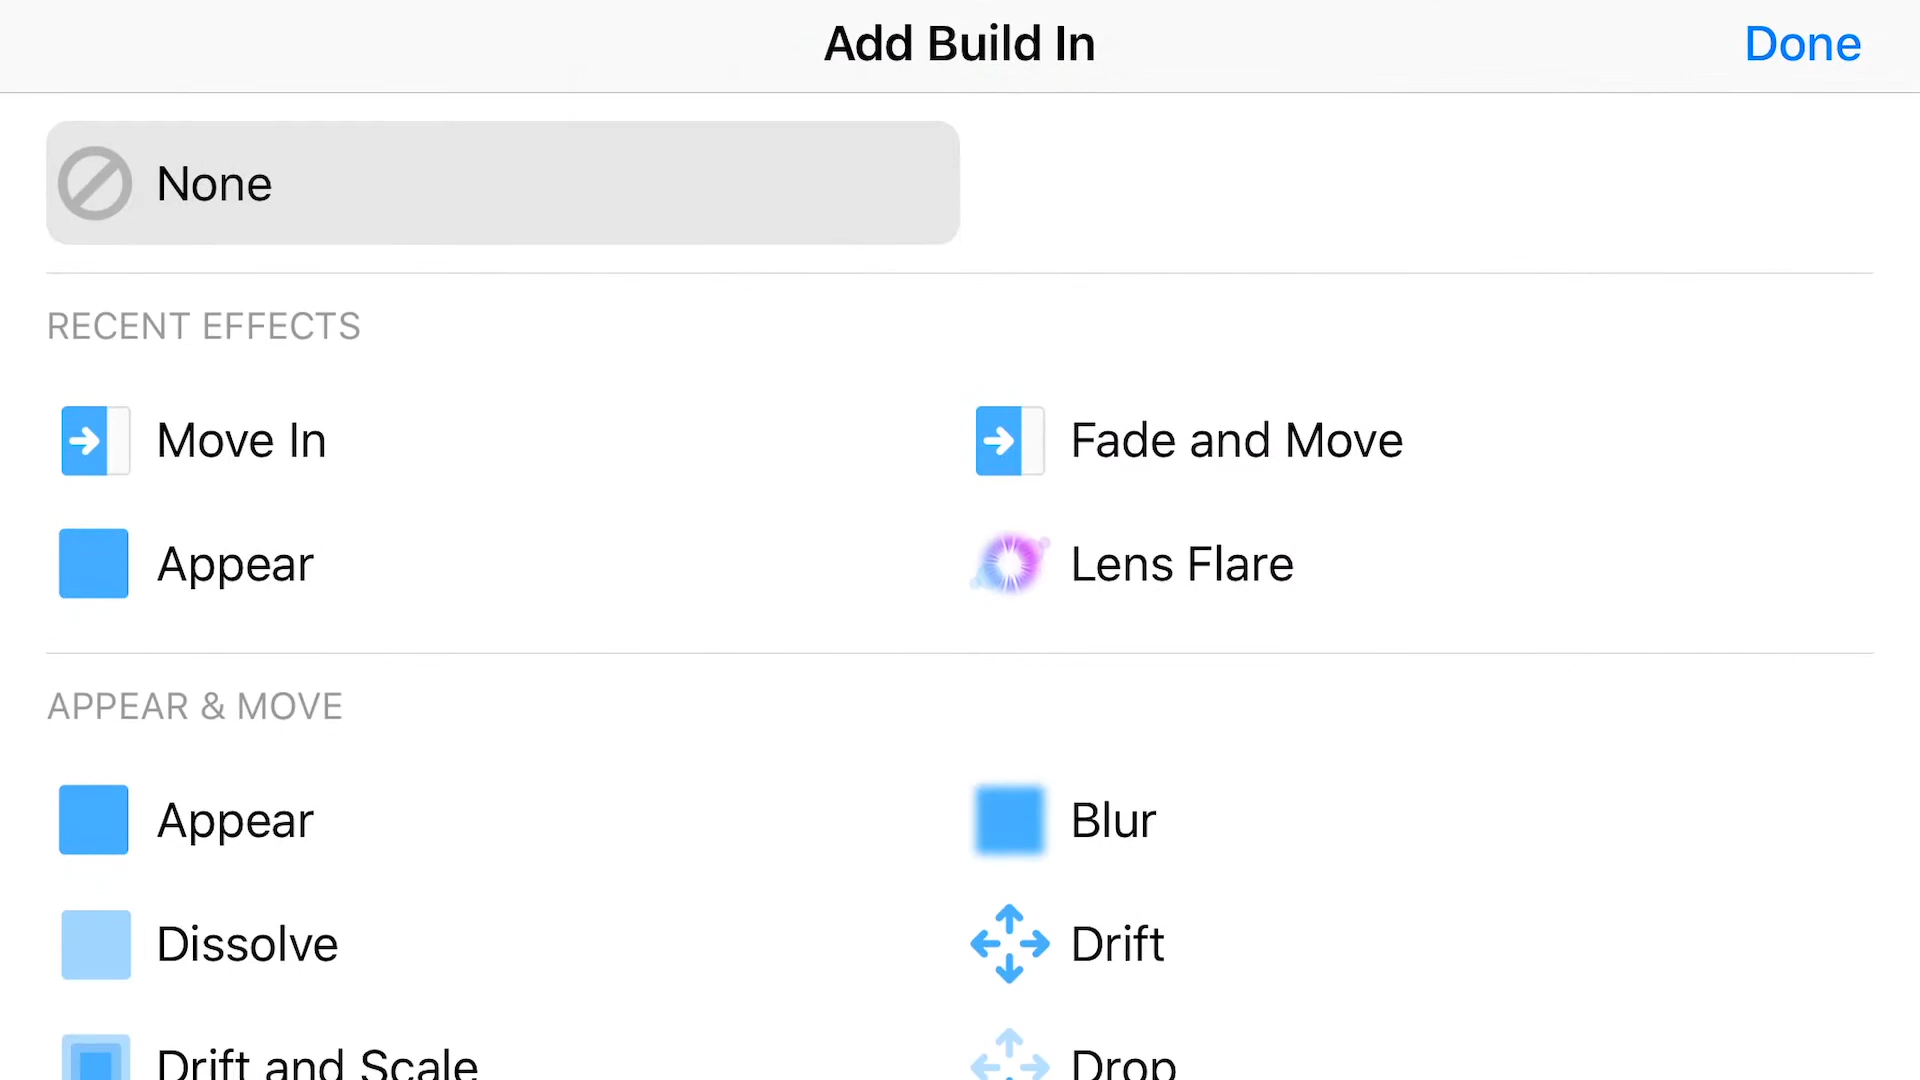 Add Build In
Done
None
RECENT EFFECTS
Move In
Fade and Move
Appear
Lens Flare
APPEAR & MOVE
Appear
Blur
Dissolve
Drift
Drift and Scale
Drop